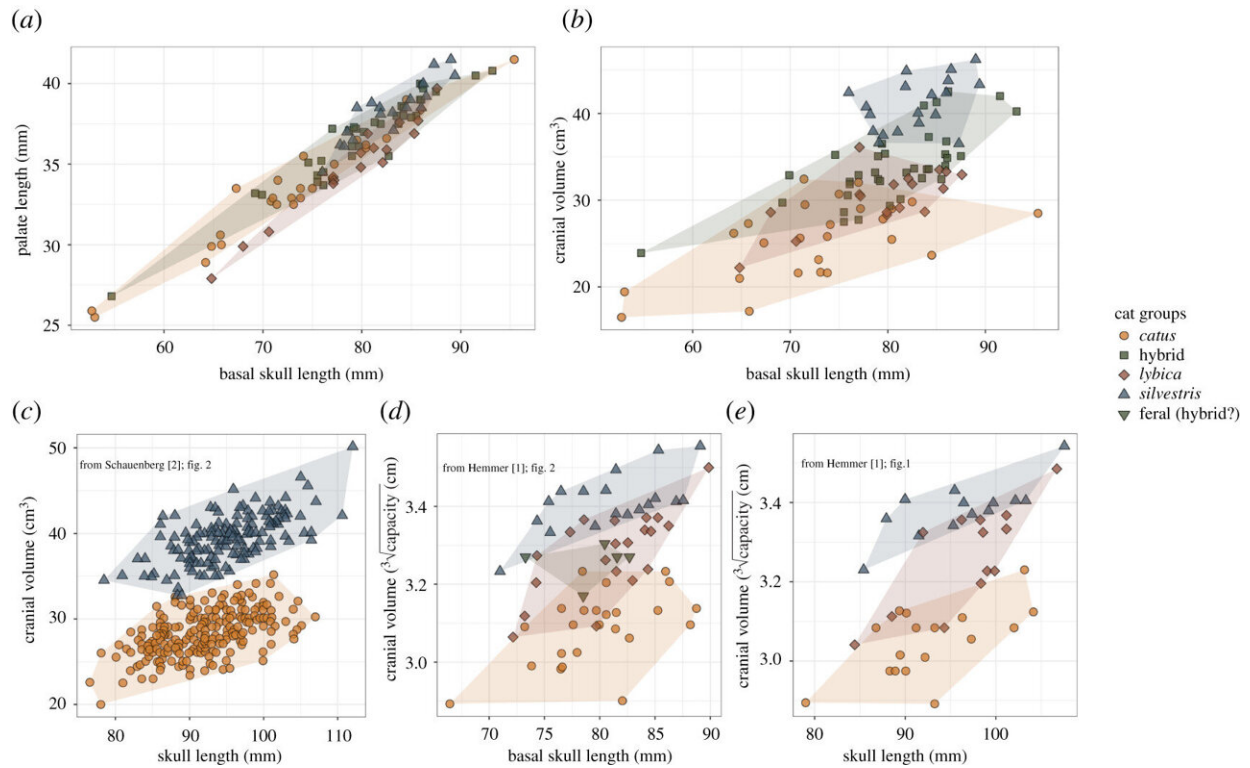 (a)
palate length (mm)
40
35
30
25
60
70
80
90
basal skull length (mm)
(b)
cranial volume (cm³)
40
30
20
60
70
80
90
basal skull length (mm)
cat groups
catus
hybrid
lybica
silvestris
feral (hybrid?)
(c)
from Schauenberg [2]; fig. 2
cranial volume (cm³)
50
40
30
20
80
90
100
110
skull length (mm)
(d)
from Hemmer [1]; fig. 2
cranial volume (³√capacity) (cm)
3.4
3.2
3.0
70
75
80
85
90
basal skull length (mm)
(e)
from Hemmer [1]; fig.1
cranial volume (³√capacity) (cm)
3.4
3.2
3.0
90
100
80
skull length (mm)